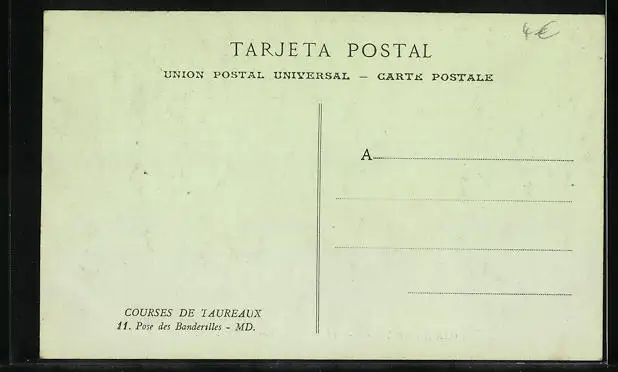 4€
TARJETA POSTAL
UNION POSTAL UNIVERSAL – CARTE POSTALE
A
COURSES DE TAUREAUX
11. Pose des Banderilles - MD.